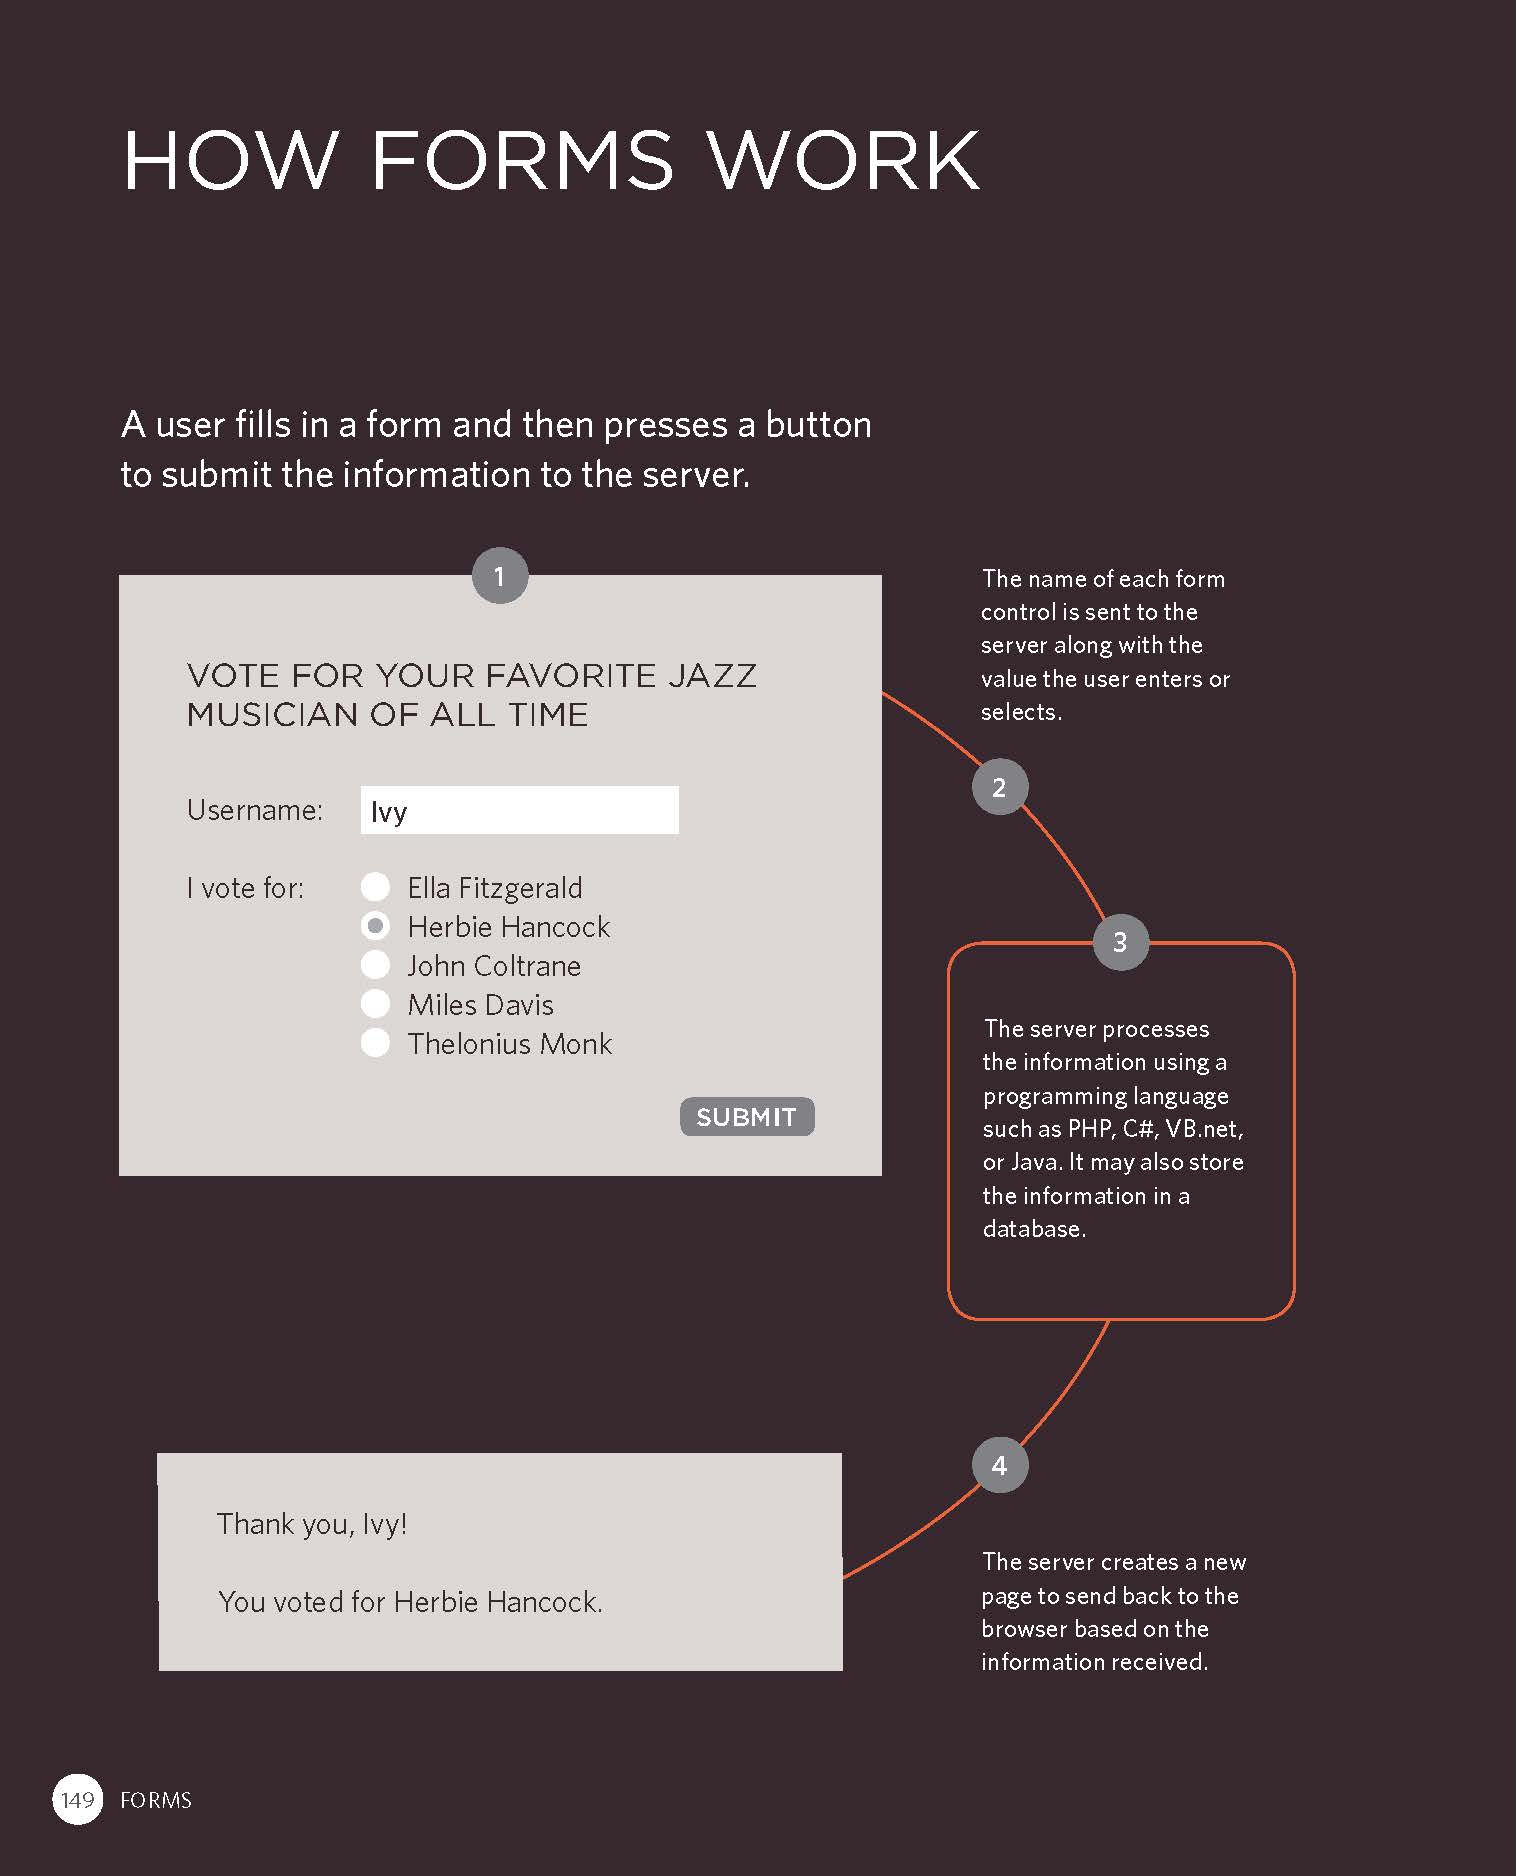 HOW FORMS WORK
A user fills in a form and then presses a button
to submit the information to the server.
1
VOTE FOR YOUR FAVORITE JAZZ
MUSICIAN OF ALL TIME
Username: Ivy
I vote for: Ella Fitzgerald
Herbie Hancock
John Coltrane
Miles Davis
Thelonius Monk
SUBMIT
The name of each form
control is sent to the
server along with the
value the user enters or
selects.
2
3
The server processes
the information using a
programming language
such as PHP, C#, VB.net,
or Java. It may also store
the information in a
database.
4
The server creates a new
page to send back to the
browser based on the
information received.
Thank you, Ivy!
You voted for Herbie Hancock.
149 FORMS